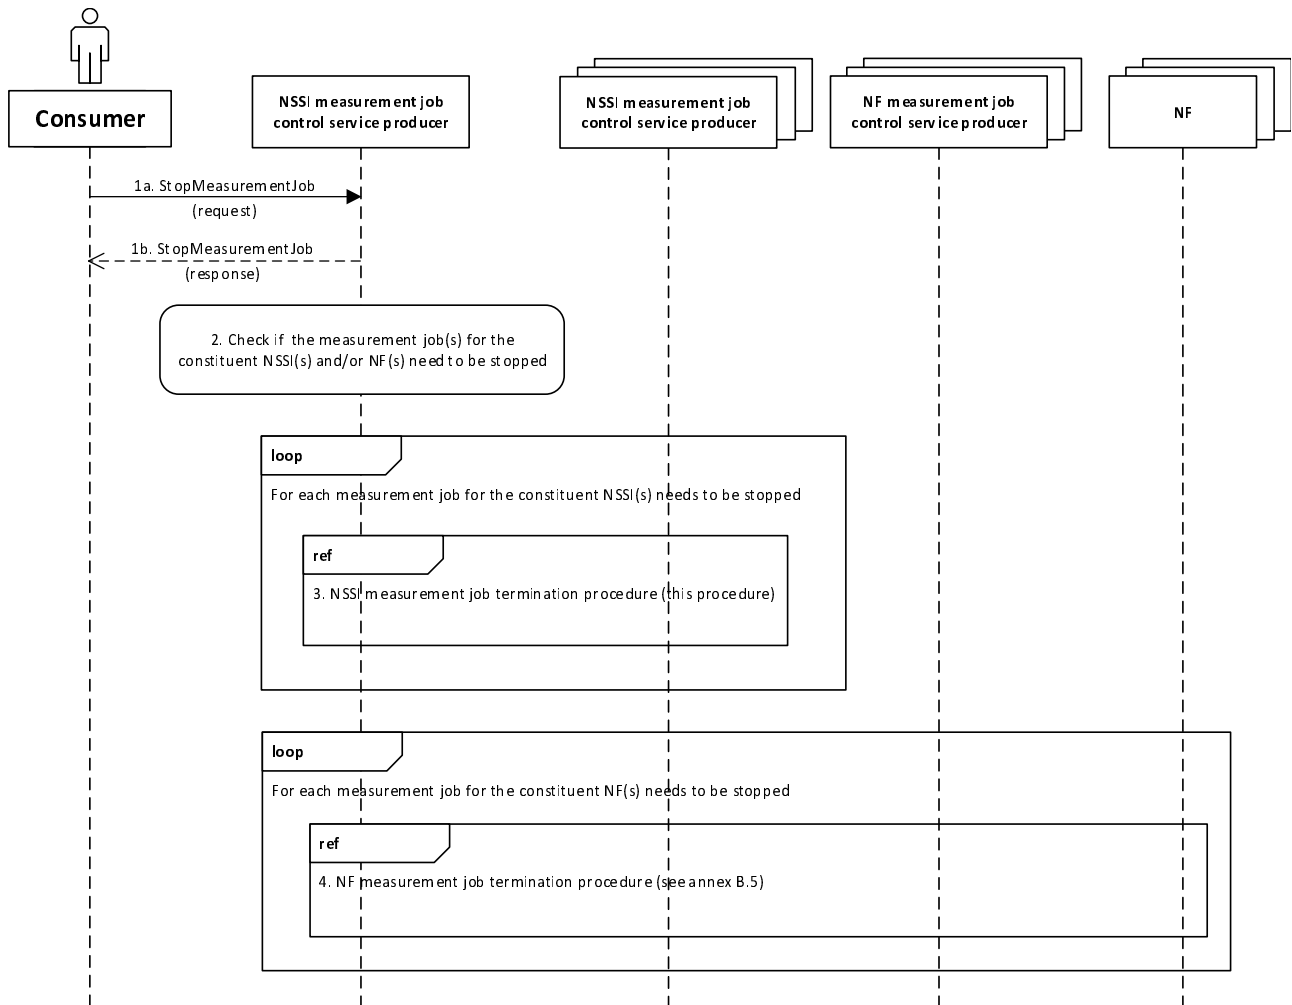 Consumer
NSSI measurement job
control service producer
NSSI measurement job
control service producer
NF measurement job
control service producer
NF
1a. StopMeasurementJob
(request)
1b. StopMeasurementJob
(response)
2. Check if the measurement job(s) for the
constituent NSSI(s) and/or NF(s) need to be stopped
loop
For each measurement job for the constituent NSSI(s) needs to be stopped
ref
3. NSSI measurement job termination procedure (this procedure)
loop
For each measurement job for the constituent NF(s) needs to be stopped
ref
4. NF measurement job termination procedure (see annex B.5)